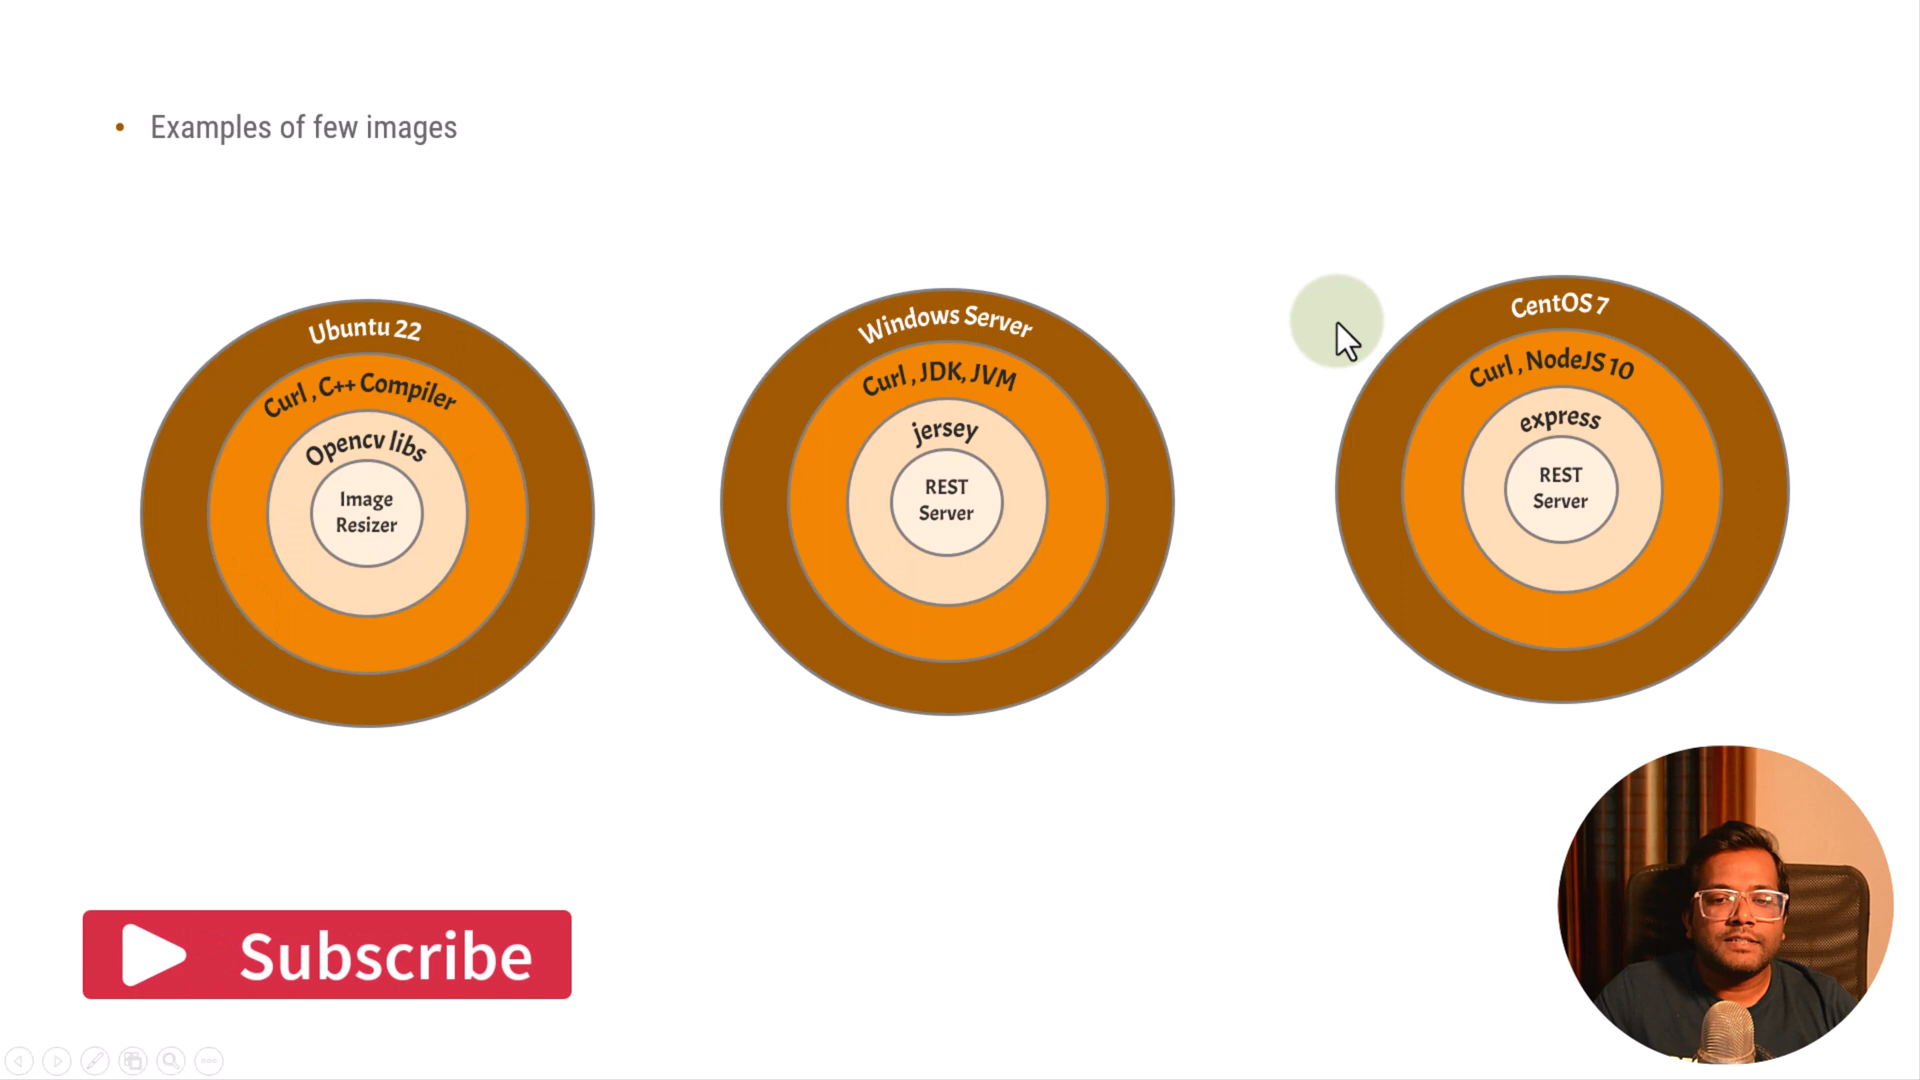 • Examples of few images
Ubuntu 22
Curl , C++ Compiler
Opencv libs
Image
Resizer
Windows Server
Curl , JDK, JVM
jersey
REST
Server
CentOS 7
Curl , NodeJS 10
express
REST
Server
Subscribe